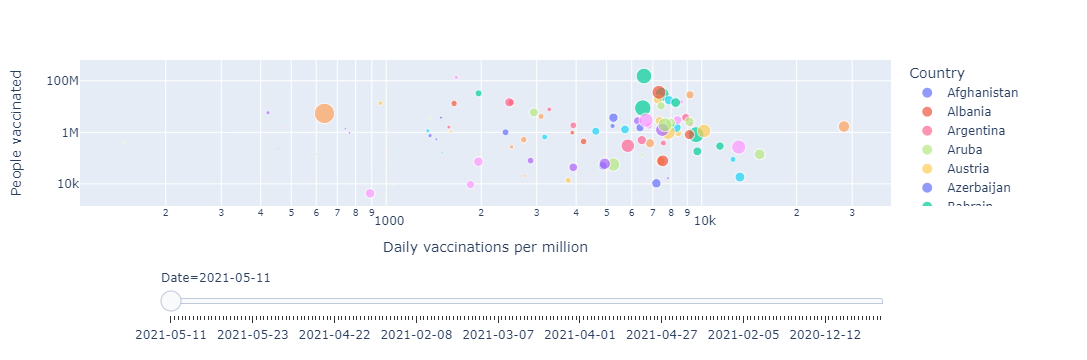 Country
Afghanistan
Albania
Argentina
Aruba
Austria
Azerbaijan
Bahrain
People vaccinated
100M
1M
10k
2 3 4 5 6 7 8 9 1000 2 3 4 5 6 7 8 9 10k 2 3
Daily vaccinations per million
Date=2021-05-11
2021-05-11 2021-05-23 2021-04-22 2021-02-08 2021-03-07 2021-04-01 2021-04-27 2021-02-05 2020-12-12